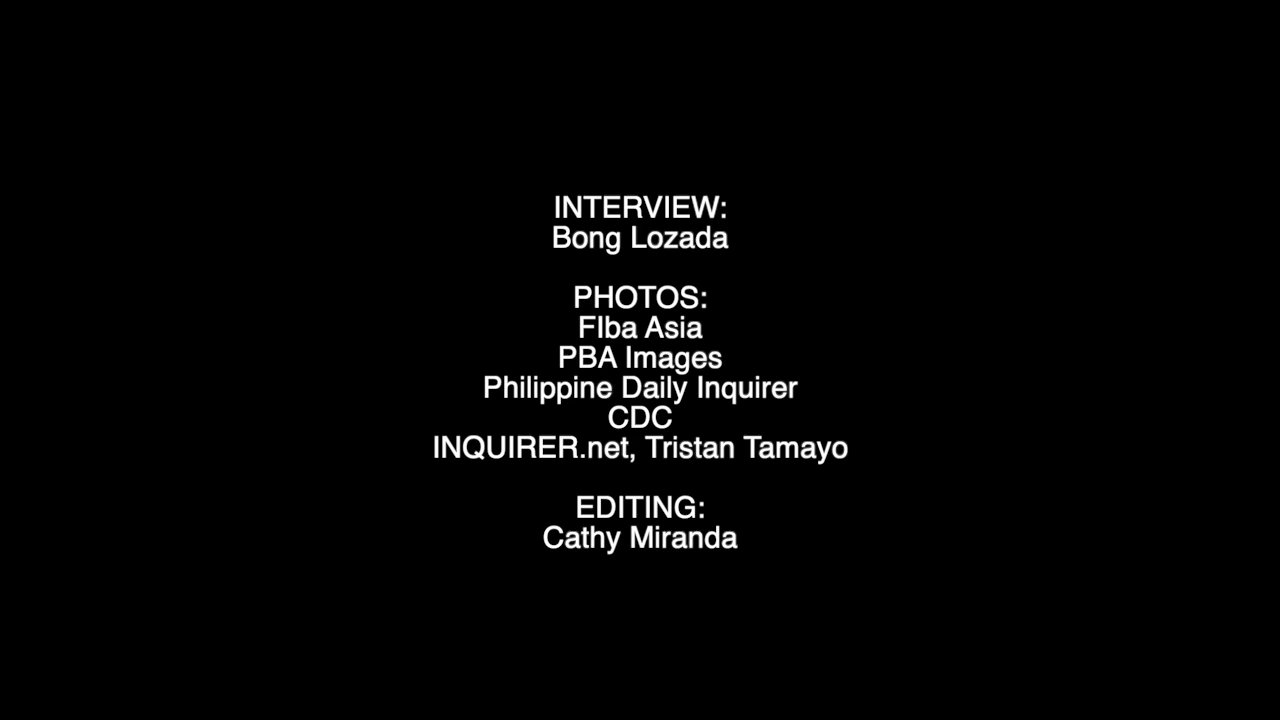 INTERVIEW:
Bong Lozada
PHOTOS:
FIba Asia
PBA Images
Philippine Daily Inquirer
CDC
INQUIRER.net, Tristan Tamayo
EDITING:
Cathy Miranda